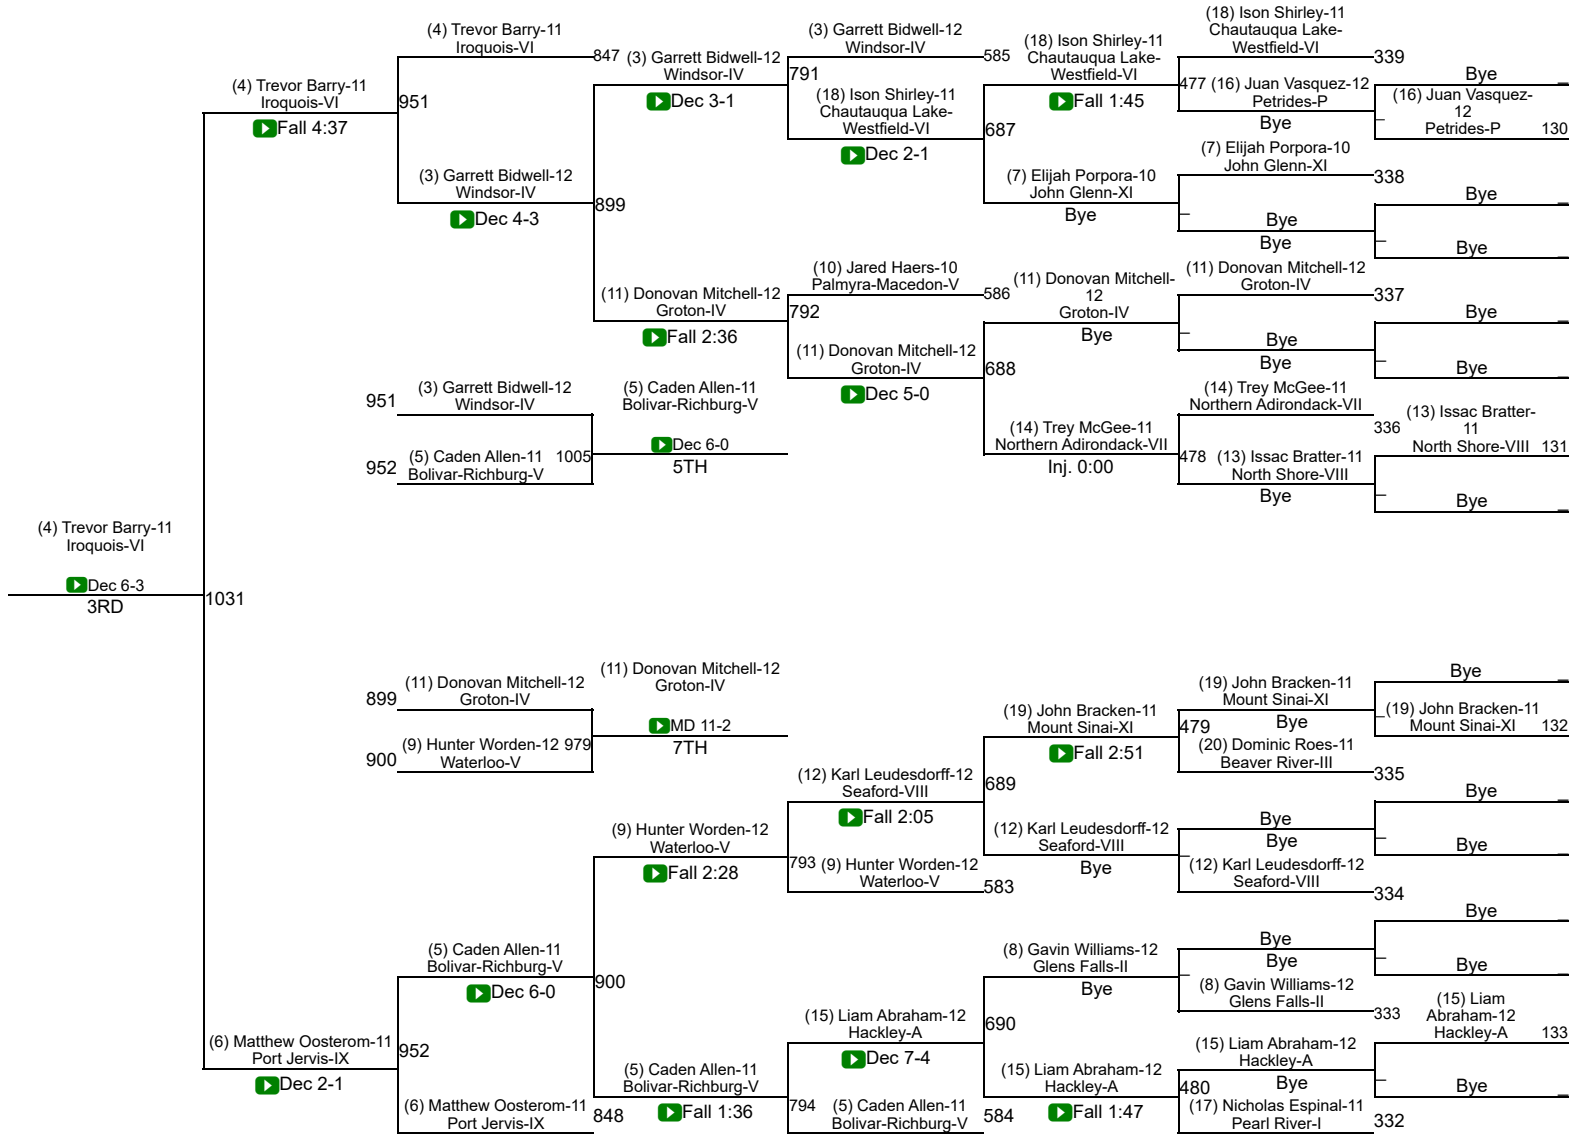 (18) Ison Shirley-11
Chautauqua Lake-
Westfield-VI
339
Bye
_
477 (16) Juan Vasquez-12
Petrides-P
Bye
_
(16) Juan Vasquez-
12
Petrides-P 130
(7) Elijah Porpora-10
John Glenn-XI
338
Bye
_
_
Bye
Bye
_
Bye
_
(11) Donovan Mitchell-12
Groton-IV
337
Bye
_
_
Bye
Bye
_
Bye
_
(14) Trey McGee-11
Northern Adirondack-VII
336
(13) Issac Bratter-
11
North Shore-VIII 131
478 (13) Issac Bratter-11
North Shore-VIII
Bye
_
Bye
_
(18) Ison Shirley-11
Chautauqua Lake-
Westfield-VI
Fall 1:45
687
(7) Elijah Porpora-10
John Glenn-XI
Bye
(11) Donovan Mitchell-
12
Groton-IV
Bye
688
(14) Trey McGee-11
Northern Adirondack-VII
Inj. 0:00
(3) Garrett Bidwell-12
Windsor-IV
585
791
(18) Ison Shirley-11
Chautauqua Lake-
Westfield-VI
Dec 2-1
(10) Jared Haers-10
Palmyra-Macedon-V
586
792
(11) Donovan Mitchell-12
Groton-IV
Dec 5-0
(4) Trevor Barry-11
Iroquois-VI
847
(3) Garrett Bidwell-12
Windsor-IV
Dec 3-1
899
(11) Donovan Mitchell-12
Groton-IV
Fall 2:36
(4) Trevor Barry-11
Iroquois-VI
Fall 4:37
951
(3) Garrett Bidwell-12
Windsor-IV
Dec 4-3
951
(3) Garrett Bidwell-12
Windsor-IV
952
(5) Caden Allen-11
Bolivar-Richburg-V
1005
(5) Caden Allen-11
Bolivar-Richburg-V
Dec 6-0
5TH
(4) Trevor Barry-11
Iroquois-VI
Dec 6-3
3RD
1031
899
(11) Donovan Mitchell-12
Groton-IV
900
(9) Hunter Worden-12
Waterloo-V
979
(11) Donovan Mitchell-12
Groton-IV
MD 11-2
7TH
(19) John Bracken-11
Mount Sinai-XI
Fall 2:51
479
(19) John Bracken-11
Mount Sinai-XI
Bye
(20) Dominic Roes-11
Beaver River-III
335
Bye
_
_
(19) John Bracken-11
Mount Sinai-XI 132
(12) Karl Leudesdorff-12
Seaford-VIII
Fall 2:05
689
(12) Karl Leudesdorff-12
Seaford-VIII
Bye
_
Bye
Bye
(12) Karl Leudesdorff-12
Seaford-VIII
334
Bye
_
Bye
_
(9) Hunter Worden-12
Waterloo-V
Fall 2:28
793 (9) Hunter Worden-12
Waterloo-V
583
(5) Caden Allen-11
Bolivar-Richburg-V
Dec 6-0
900
(8) Gavin Williams-12
Glens Falls-II
Bye
_
Bye
Bye
(8) Gavin Williams-12
Glens Falls-II
333
Bye
_
_
Bye
_
(15) Liam Abraham-12
Hackley-A
Dec 7-4
690
(15) Liam Abraham-12
Hackley-A
Fall 1:47
480
(15) Liam Abraham-12
Hackley-A
Bye
(17) Nicholas Espinal-11
Pearl River-I
332
(15) Liam
Abraham-12
Hackley-A 133
_
Bye
_
(6) Matthew Oosterom-11
Port Jervis-IX
Dec 2-1
952
(6) Matthew Oosterom-11
Port Jervis-IX
848
(5) Caden Allen-11
Bolivar-Richburg-V
Fall 1:36
794
(5) Caden Allen-11
Bolivar-Richburg-V
584